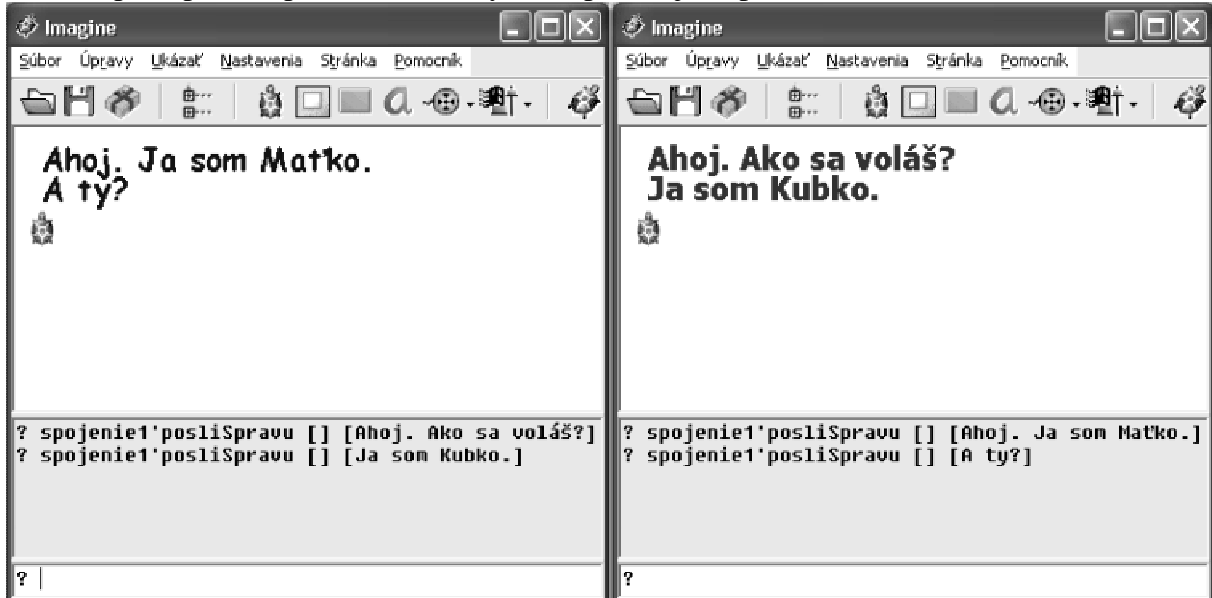 Imagine
Súbor Úpravy Ukázať Nastavenia Stránka Pomocník
Ahoj. Ja som Maťko.
A ty?
? spojenie1'posliSpravu [] [Ahoj. Ako sa voláš?]
? spojenie1'posliSpravu [] [Ja som Kubko.]
?
Imagine
Súbor Úpravy Ukázať Nastavenia Stránka Pomocník
Ahoj. Ako sa voláš?
Ja som Kubko.
? spojenie1'posliSpravu [] [Ahoj. Ja som Maťko.]
? spojenie1'posliSpravu [] [A ty?]
?